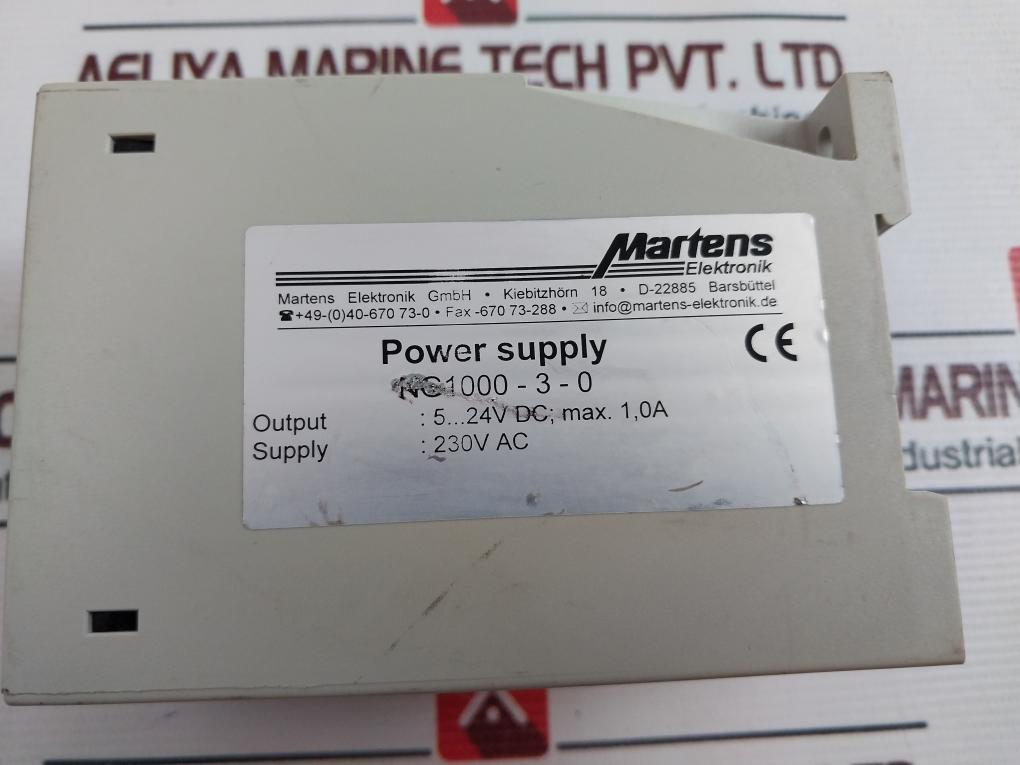 AELIYA MARINE TECH PVT. LTD
Martens
Elektronik
Martens Elektronik GmbH • Kiebitzhörn 18 • D-22885 Barsbüttel
☎+49-(0)40-670 73-0 • Fax -670 73-288 • ✉ info@martens-elektronik.de
Power supply CE
NG1000 - 3 - 0
Output : 5...24V DC; max. 1,0A
Supply : 230V AC
MARIN
dustrial